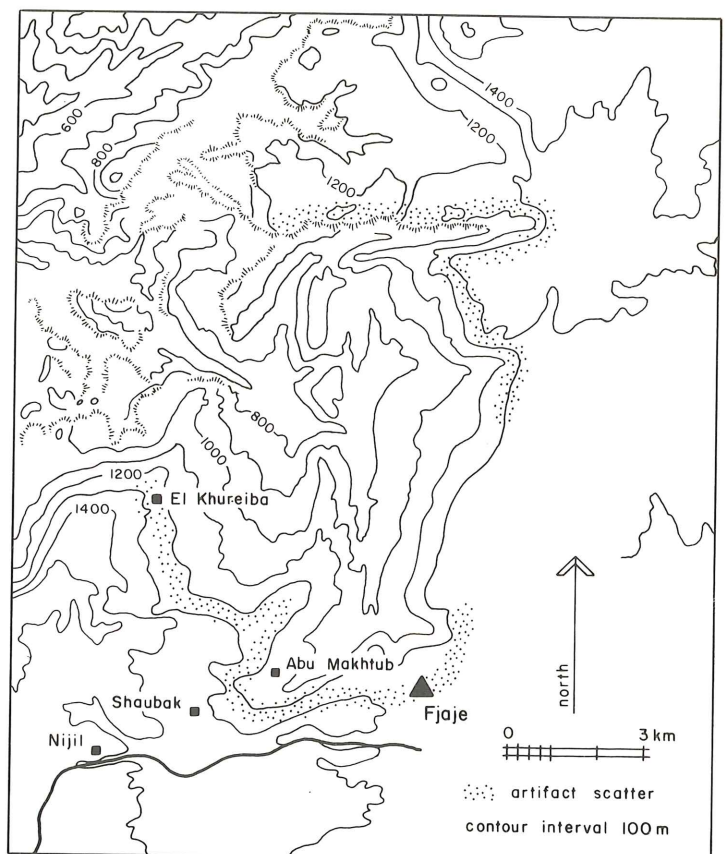 1400
600
1200
800
1200
800
1000
1200
El Khureiba
1400
Abu Makhtub
Shaubak
north
Fjaje
Nijil
0 3 km
artifact scatter
contour interval 100m